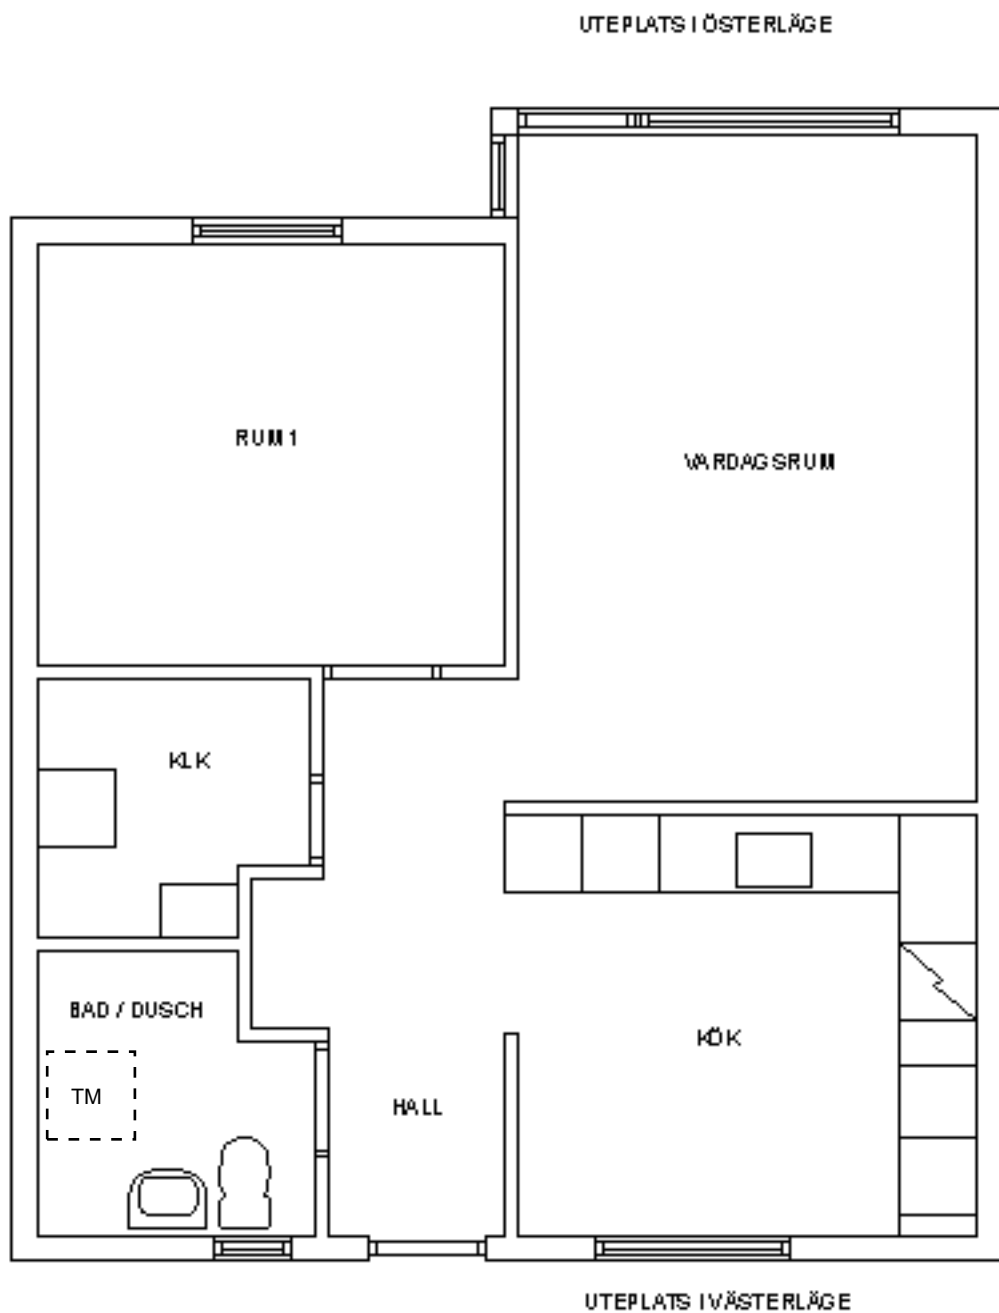 UTEPLATS I ÖSTERLÄGE
RUM 1
VARDAGSRUM
KLK
BAD / DUSCH
KÖK
TM
HALL
UTEPLATS I VÄSTERLÄGE